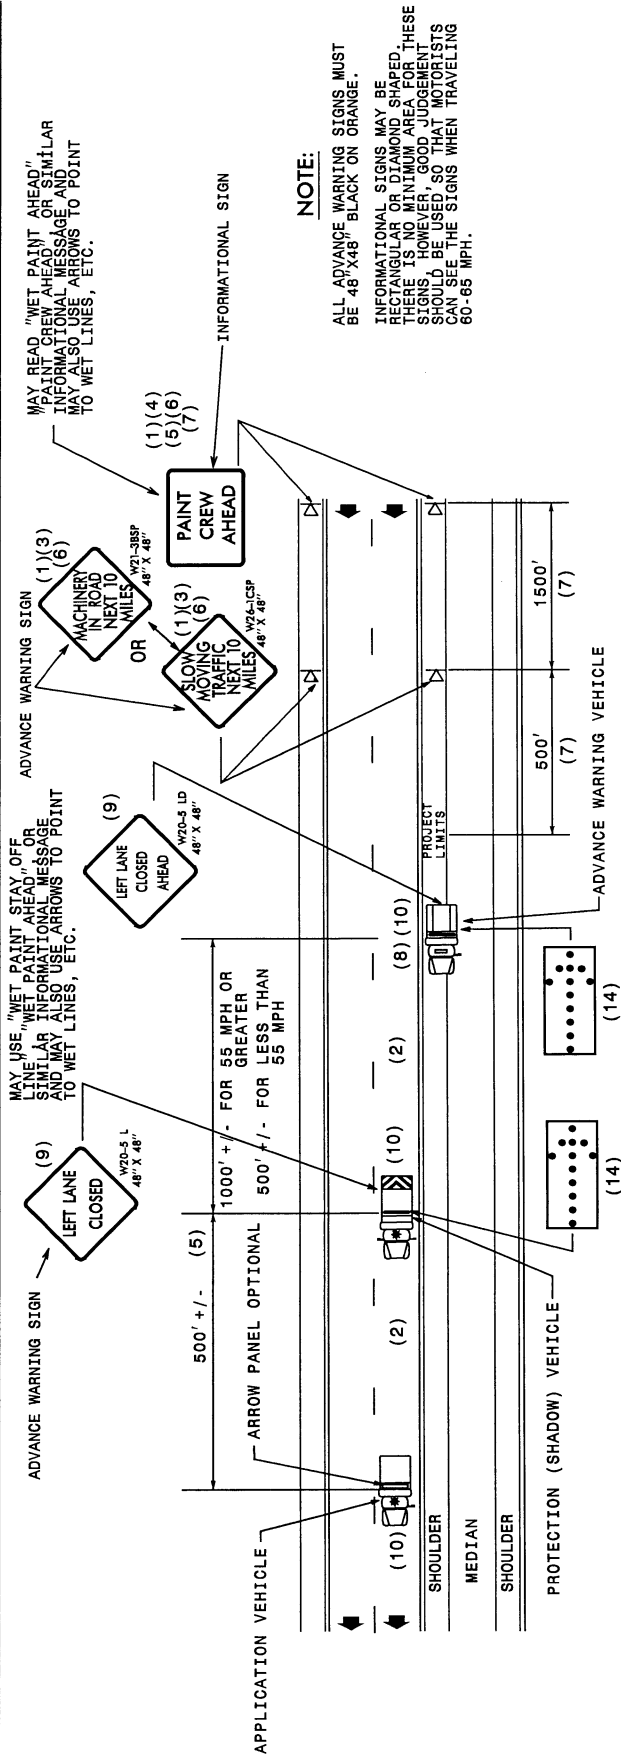 MAY READ "WET PAINT AHEAD"
"PAINT CREW AHEAD", OR SIMILAR
INFORMATIONAL MESSAGE AND
MAY ALSO USE ARROWS TO POINT
TO WET LINES, ETC.
INFORMATIONAL SIGN
NOTE:
ALL ADVANCE WARNING SIGNS MUST
BE 48"X48" BLACK ON ORANGE.
INFORMATIONAL SIGNS MAY BE
RECTANGULAR OR DIAMOND SHAPED.
THERE IS NO MINIMUM AREA FOR THESE
SIGNS, HOWEVER, GOOD JUDGEMENT
SHOULD BE USED, SO THAT MOTORISTS
CAN SEE THE SIGNS WHEN TRAVELING
60-65 MPH.
(1)(4)
(5)(6)
(7)
PAINT
CREW
AHEAD
ADVANCE WARNING SIGN
(1)(3)
(6)
MACHINERY
IN ROAD
NEXT 10
MILES
W21-3BSP
48" X 48"
OR
(1)(3)
(6)
SLOW
MOVING
TRAFFIC
NEXT 10
MILES
W26-1CSP
48" X 48"
MAY USE "WET PAINT STAY OFF
LINE" "WET PAINT AHEAD" OR
SIMILAR INFORMATIONAL MESSAGE
AND MAY ALSO USE ARROWS TO POINT
TO WET LINES, ETC.
(9)
LEFT LANE
CLOSED
AHEAD
W20-5 LD
48" X 48"
ADVANCE WARNING SIGN
(9)
LEFT LANE
CLOSED
W20-5 L
48" X 48"
500' +/-
(5)
1000' +/- FOR 55 MPH OR
GREATER
500' +/- FOR LESS THAN
55 MPH
ARROW PANEL OPTIONAL
APPLICATION VEHICLE
(10)
(2)
(10)
(2)
(8)(10)
PROJECT
LIMITS
500'
(7)
1500'
(7)
SHOULDER
MEDIAN
SHOULDER
PROTECTION (SHADOW) VEHICLE
(14)
(14)
ADVANCE WARNING VEHICLE